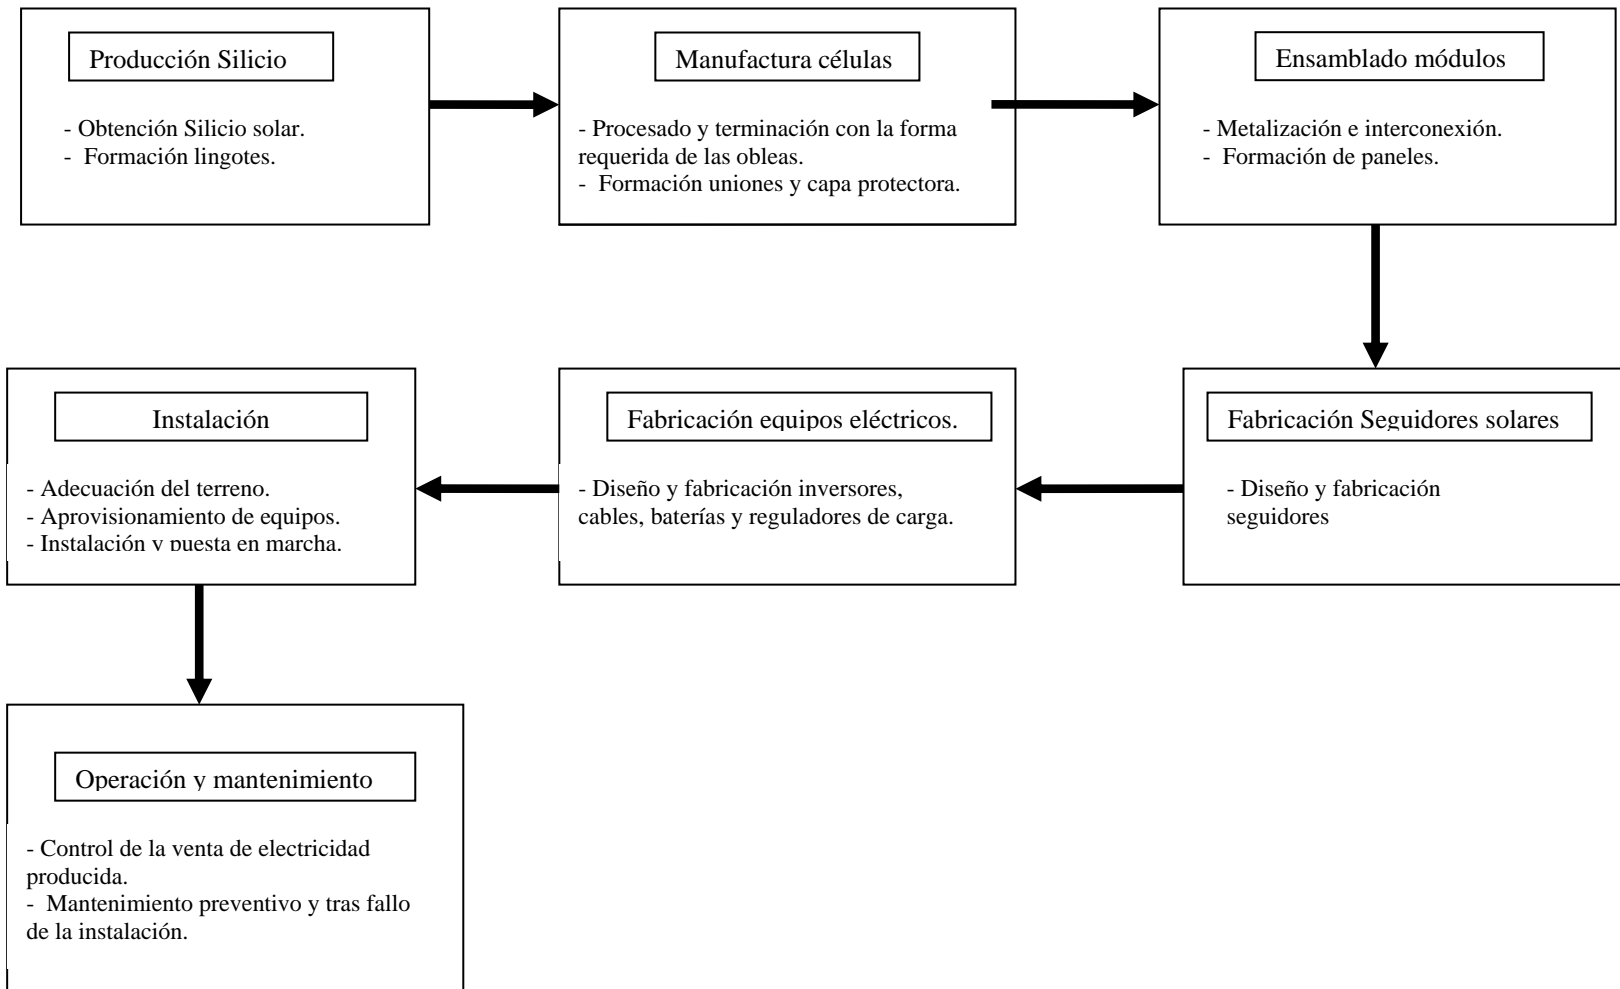 Producción Silicio
- Obtención Silicio solar.
- Formación lingotes.
Manufactura células
- Procesado y terminación con la forma
requerida de las obleas.
- Formación uniones y capa protectora.
Ensamblado módulos
- Metalización e interconexión.
- Formación de paneles.
Fabricación Seguidores solares
- Diseño y fabricación
seguidores
Fabricación equipos eléctricos.
- Diseño y fabricación inversores,
cables, baterías y reguladores de carga.
Instalación
- Adecuación del terreno.
- Aprovisionamiento de equipos.
- Instalación y puesta en marcha.
Operación y mantenimiento
- Control de la venta de electricidad
producida.
- Mantenimiento preventivo y tras fallo
de la instalación.